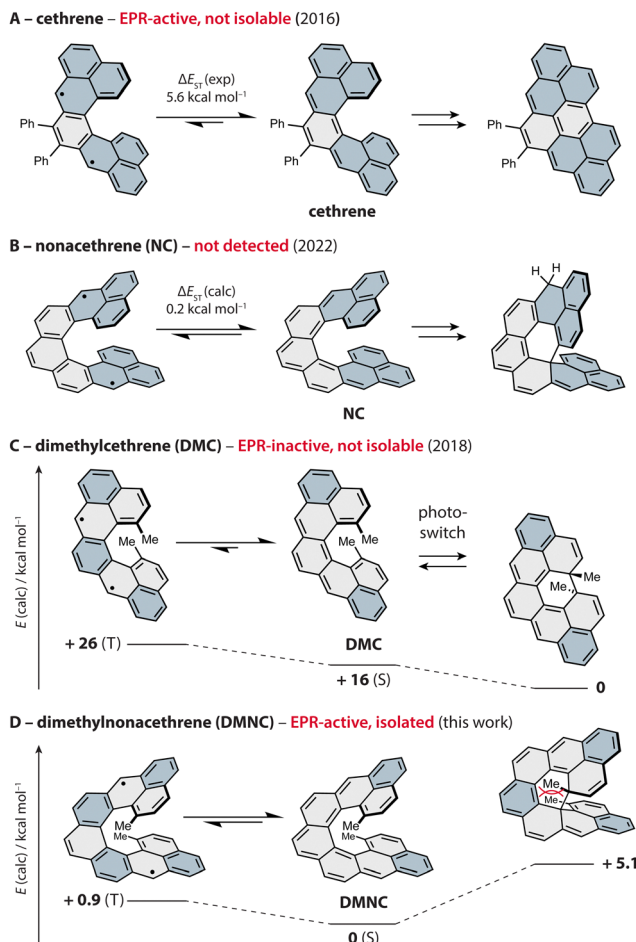 A – cethrene – EPR-active, not isolable (2016)
ΔE_ST (exp)
5.6 kcal mol⁻¹
Ph
Ph
Ph
Ph
Ph
Ph
cethrene
B – nonacethrene (NC) – not detected (2022)
ΔE_ST (calc)
0.2 kcal mol⁻¹
H
H
NC
C – dimethylcethrene (DMC) – EPR-inactive, not isolable (2018)
E (calc) / kcal mol⁻¹
Me
Me
Me
Me
photo-
switch
Me
Me
+ 26 (T)
DMC
+ 16 (S)
0
D – dimethylnonacethrene (DMNC) – EPR-active, isolated (this work)
E (calc) / kcal mol⁻¹
Me
Me
Me
Me
Me
Me
+ 0.9 (T)
DMNC
0 (S)
+ 5.1